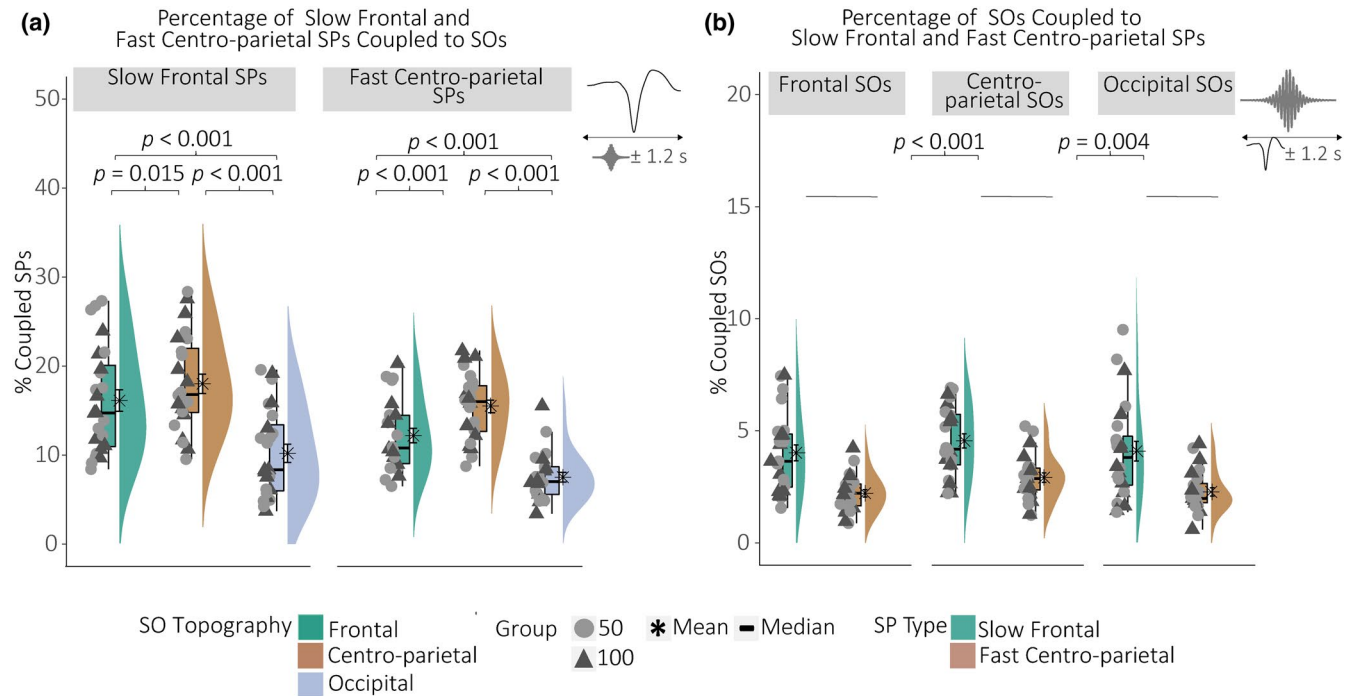 (a)
Percentage of Slow Frontal and
Fast Centro-parietal SPs Coupled to SOs
Slow Frontal SPs
Fast Centro-parietal
SPs
% Coupled SPs
50
40
30
20
10
0
p < 0.001
p = 0.015
p < 0.001
p < 0.001
p < 0.001
p < 0.001
± 1.2 s
(b)
Percentage of SOs Coupled to
Slow Frontal and Fast Centro-parietal SPs
Frontal SOs
Centro-
parietal SOs
Occipital SOs
% Coupled SOs
20
15
10
5
0
p < 0.001
p = 0.004
± 1.2 s
SO Topography
Frontal
Centro-parietal
Occipital
Group
50
100
Mean
Median
SP Type
Slow Frontal
Fast Centro-parietal